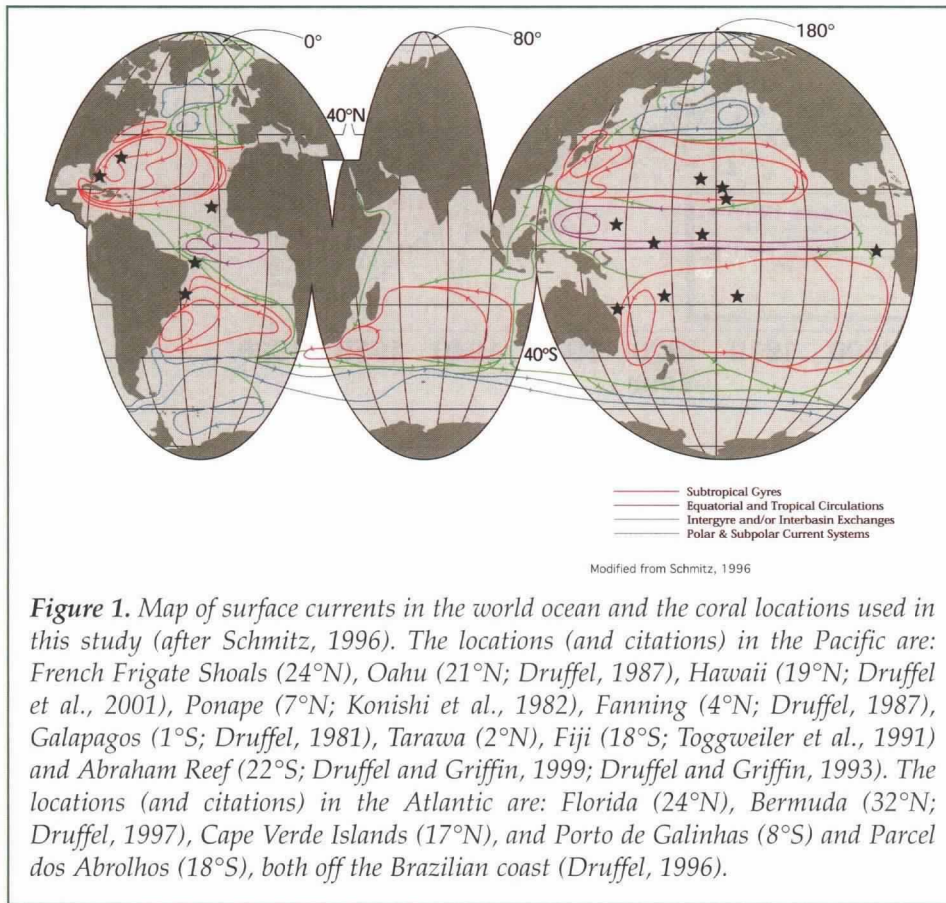 0°
80°
180°
40°N
40°S
Subtropical Gyres
Equatorial and Tropical Circulations
Intergyre and/or Interbasin Exchanges
Polar & Subpolar Current Systems
Modified from Schmitz, 1996
Figure 1. Map of surface currents in the world ocean and the coral locations used in
this study (after Schmitz, 1996). The locations (and citations) in the Pacific are:
French Frigate Shoals (24°N), Oahu (21°N; Druffel, 1987), Hawaii (19°N; Druffel
et al., 2001), Ponape (7°N; Konishi et al., 1982), Fanning (4°N; Druffel, 1987),
Galapagos (1°S; Druffel, 1981), Tarawa (2°N), Fiji (18°S; Toggweiler et al., 1991)
and Abraham Reef (22°S; Druffel and Griffin, 1999; Druffel and Griffin, 1993). The
locations (and citations) in the Atlantic are: Florida (24°N), Bermuda (32°N;
Druffel, 1997), Cape Verde Islands (17°N), and Porto de Galinhas (8°S) and Parcel
dos Abrolhos (18°S), both off the Brazilian coast (Druffel, 1996).